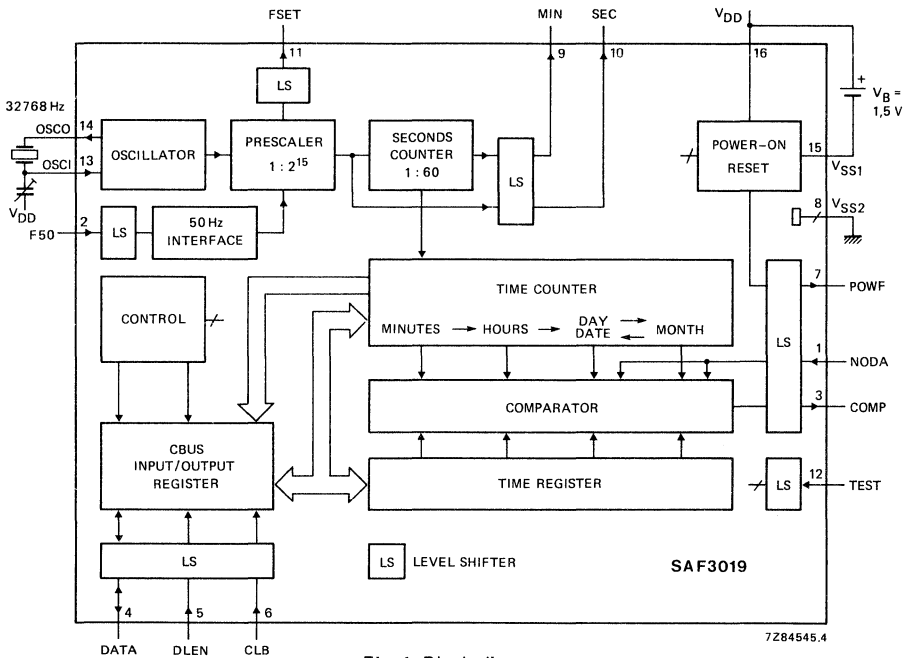 FSET
MIN
SEC
VDD
11
9
10
16
LS
32768 Hz
OSCO
14
OSCI
13
OSCILLATOR
PRESCALER
1 : 2¹⁵
SECONDS
COUNTER
1 : 60
LS
POWER-ON
RESET
+
VB =
1,5 V
15
VSS1
8
VSS2
VDD
2
F50
LS
50 Hz
INTERFACE
CONTROL
TIME COUNTER
MINUTES
HOURS
DAY
DATE
MONTH
LS
7
POWF
1
NODA
3
COMP
COMPARATOR
CBUS
INPUT/OUTPUT
REGISTER
TIME REGISTER
LS
12
TEST
LS
LS
LEVEL SHIFTER
SAF3019
4
5
6
DATA
DLEN
CLB
7Z84545.4